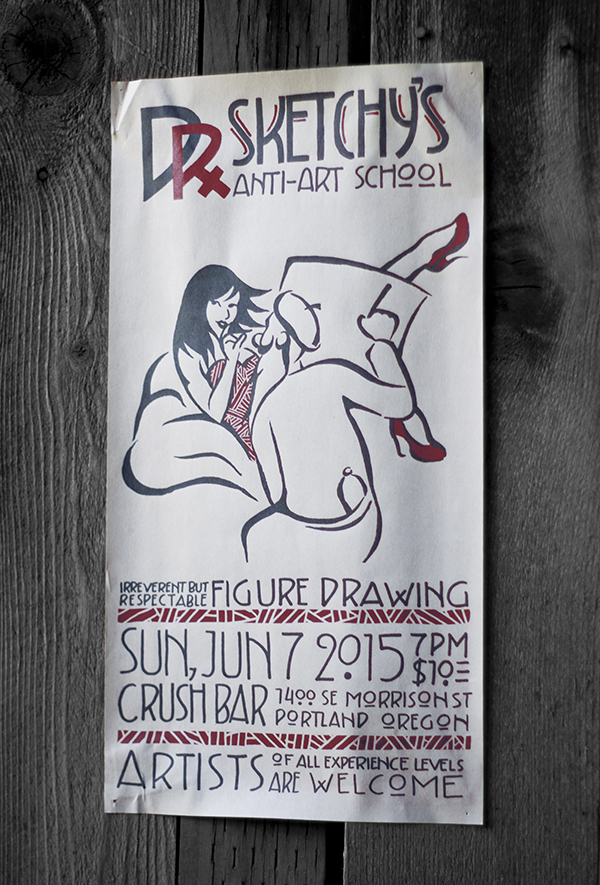 DR SKETCHY'S
ANTI-ART SCHOOL
IRREVERENT BUT
RESPECTABLE FIGURE DRAWING
SUN, JUN 7 2015 7PM
$10
CRUSH BAR 1400 SE MORRISON ST
PORTLAND OREGON
ARTISTS OF ALL EXPERIENCE LEVELS
ARE WELCOME